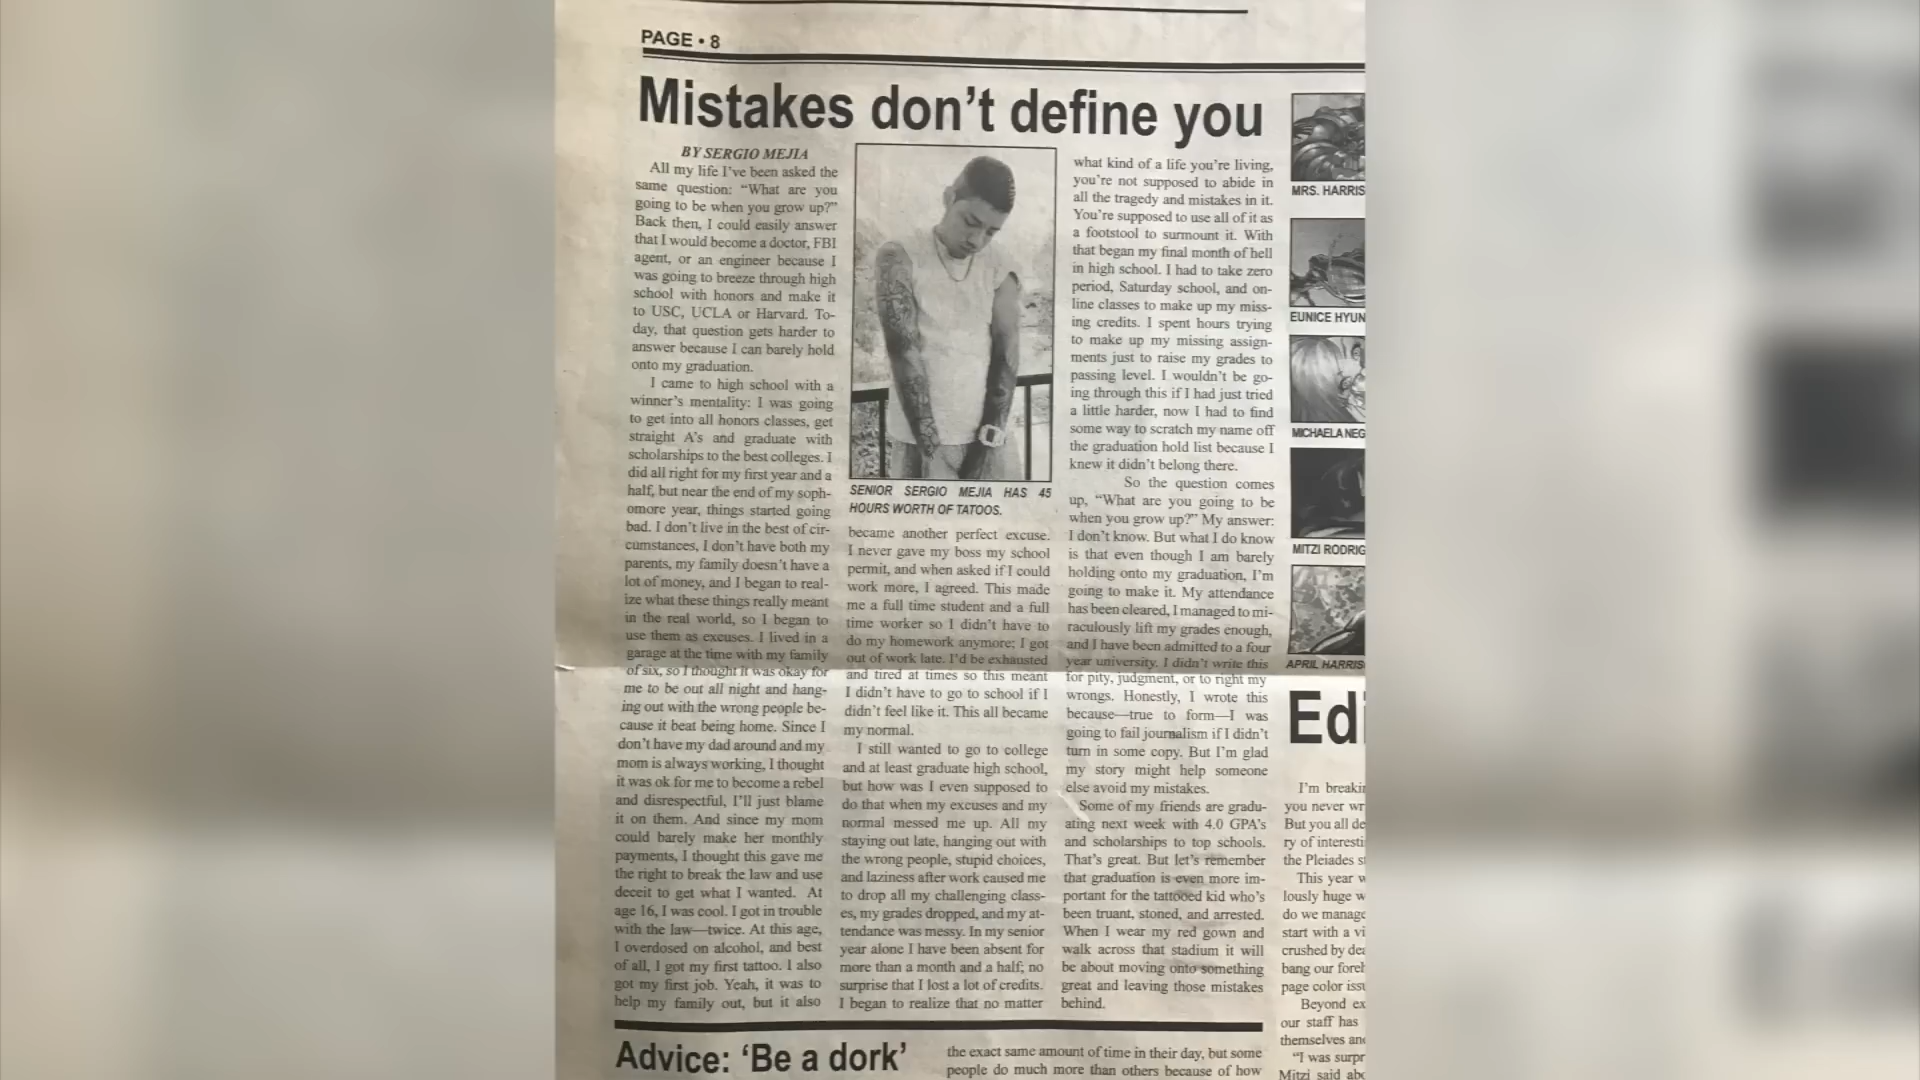 PAGE • 8
Mistakes don't define you
BY SERGIO MEJIA
All my life I've been asked the
same question: “What are you
going to be when you grow up?”
Back then, I could easily answer
that I would become a doctor, FBI
agent, or an engineer because I
was going to breeze through high
school with honors and make it
to USC, UCLA or Harvard. To-
day, that question gets harder to
answer because I can barely hold
onto my graduation.
I came to high school with a
winner's mentality: I was going
to get into all honors classes, get
straight A's and graduate with
scholarships to the best colleges. I
did all right for my first year and a
half, but near the end of my soph-
omore year, things started going
bad. I don't live in the best of cir-
cumstances, I don't have both my
parents, my family doesn't have a
lot of money, and I began to real-
ize what these things really meant
in the real world, so I began to
use them as excuses. I lived in a
garage at the time with my family
of six, so I thought it was okay for
me to be out all night and hang-
ing out with the wrong people be-
cause it beat being home. Since I
don't have my dad around and my
mom is always working, I thought
it was ok for me to become a rebel
and disrespectful, I'll just blame
it on them. And since my mom
could barely make her monthly
payments, I thought this gave me
the right to break the law and use
deceit to get what I wanted. At
age 16, I was cool. I got in trouble
with the law—twice. At this age,
I overdosed on alcohol, and best
of all, I got my first tattoo. I also
got my first job. Yeah, it was to
help my family out, but it also
SENIOR SERGIO MEJIA HAS 45
HOURS WORTH OF TATOOS.
became another perfect excuse.
I never gave my boss my school
permit, and when asked if I could
work more, I agreed. This made
me a full time student and a full
time worker so I didn't have to
do my homework anymore; I got
out of work late. I'd be exhausted
and tired at times so this meant
I didn't have to go to school if I
didn't feel like it. This all became
my normal.
I still wanted to go to college
and at least graduate high school,
but how was I even supposed to
do that when my excuses and my
normal messed me up. All my
staying out late, hanging out with
the wrong people, stupid choices,
and laziness after work caused me
to drop all my challenging class-
es, my grades dropped, and my at-
tendance was messy. In my senior
year alone I have been absent for
more than a month and a half; no
surprise that I lost a lot of credits.
I began to realize that no matter
what kind of a life you're living,
you're not supposed to abide in
all the tragedy and mistakes in it.
You're supposed to use all of it as
a footstool to surmount it. With
that began my final month of hell
in high school. I had to take zero
period, Saturday school, and on-
line classes to make up my miss-
ing credits. I spent hours trying
to make up my missing assign-
ments just to raise my grades to
passing level. I wouldn't be go-
ing through this if I had just tried
a little harder, now I had to find
some way to scratch my name off
the graduation hold list because I
knew it didn't belong there.
So the question comes
up, “What are you going to be
when you grow up?” My answer:
I don't know. But what I do know
is that even though I am barely
holding onto my graduation, I'm
going to make it. My attendance
has been cleared, I managed to mi-
raculously lift my grades enough,
and I have been admitted to a four
year university. I didn't write this
for pity, judgment, or to right my
wrongs. Honestly, I wrote this
because—true to form—I was
going to fail journalism if I didn't
turn in some copy. But I'm glad
my story might help someone
else avoid my mistakes.
Some of my friends are gradu-
ating next week with 4.0 GPA's
and scholarships to top schools.
That's great. But let's remember
that graduation is even more im-
portant for the tattooed kid who's
been truant, stoned, and arrested.
When I wear my red gown and
walk across that stadium it will
be about moving onto something
great and leaving those mistakes
behind.
MRS. HARRIS
EUNICE HYUN
MICHAELA NEG
MITZI RODRIG
APRIL HARRIS
Edi
I'm breakin
you never wr
But you all de
ry of interesti
the Pleiades s
This year w
lously huge w
do we manage
start with a vi
crushed by dea
bang our foreh
page color iss
Beyond ex
our staff has
themselves and
“I was surpr
Mitzi said abo
Advice: ‘Be a dork’
the exact same amount of time in their day, but some
people do much more than others because of how